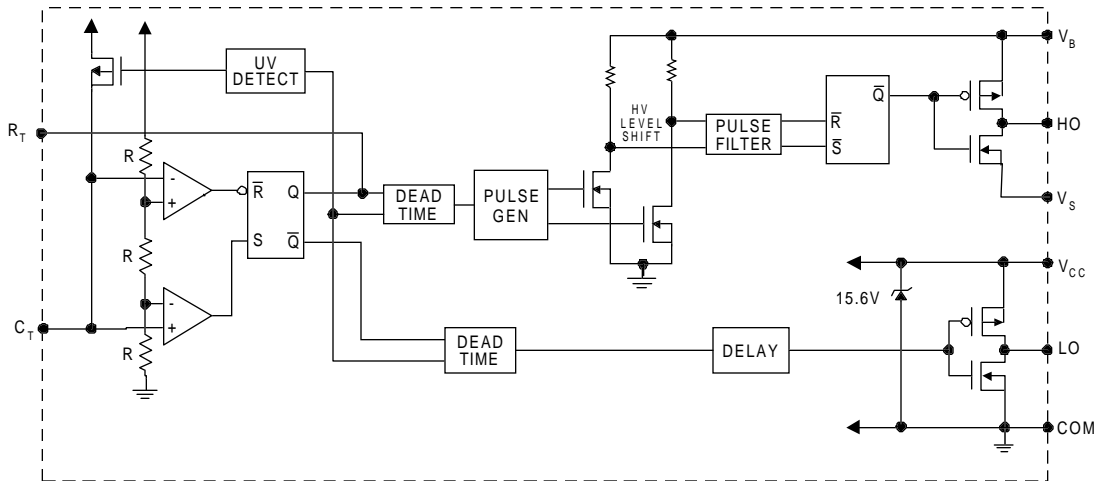 UV
DETECT
R_T
R
-
+
R̅
Q
S
Q̅
R
-
+
C_T
R
DEAD
TIME
PULSE
GEN
HV
LEVEL
SHIFT
PULSE
FILTER
R̅
S̅
Q̅
V_B
HO
V_S
DEAD
TIME
DELAY
15.6V
V_CC
LO
COM